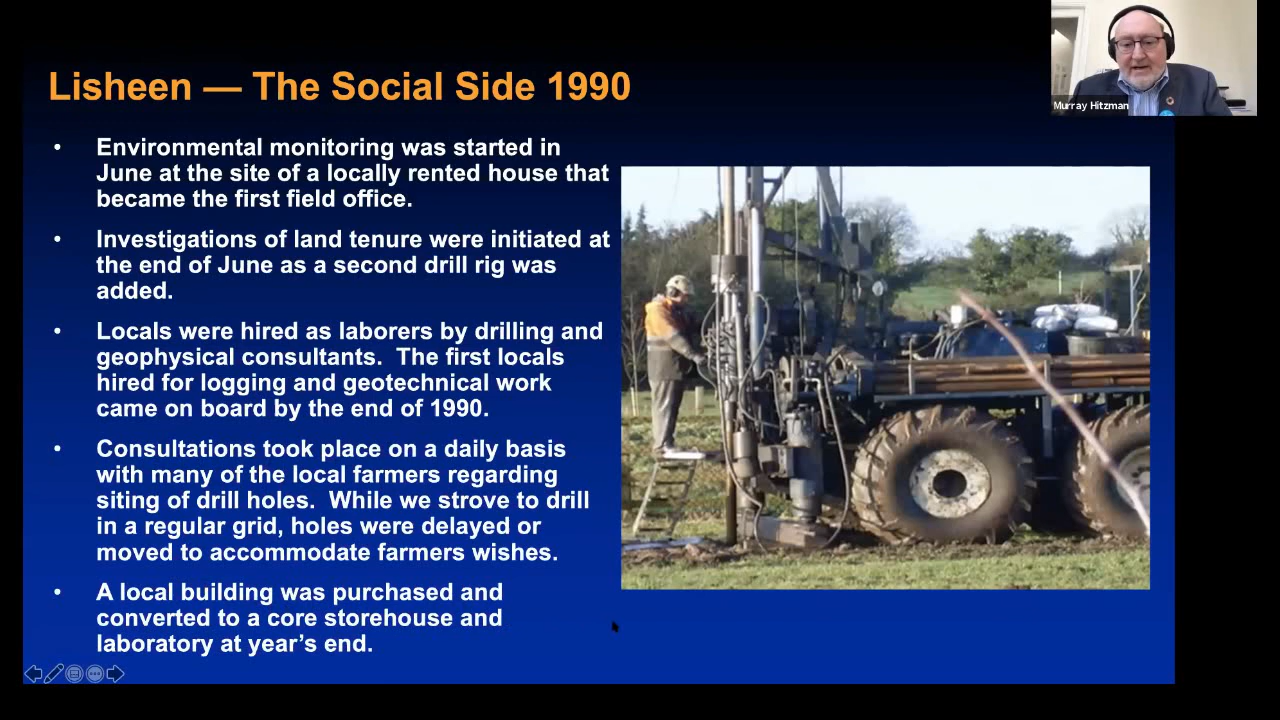 Murray Hitzman
Lisheen — The Social Side 1990
• Environmental monitoring was started in
June at the site of a locally rented house that
became the first field office.
• Investigations of land tenure were initiated at
the end of June as a second drill rig was
added.
• Locals were hired as laborers by drilling and
geophysical consultants.  The first locals
hired for logging and geotechnical work
came on board by the end of 1990.
• Consultations took place on a daily basis
with many of the local farmers regarding
siting of drill holes.  While we strove to drill
in a regular grid, holes were delayed or
moved to accommodate farmers wishes.
• A local building was purchased and
converted to a core storehouse and
laboratory at year’s end.